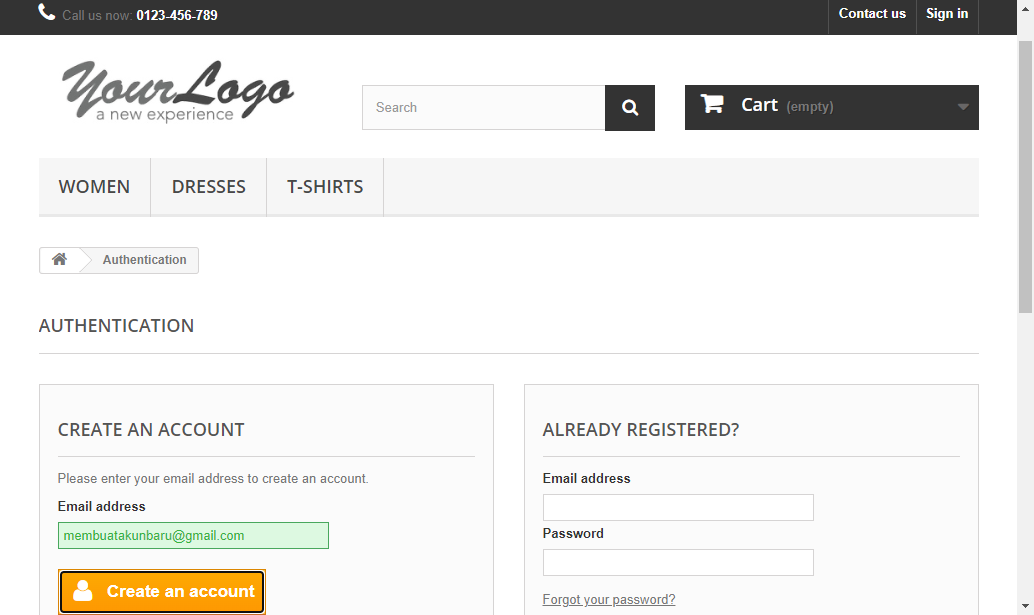 Call us now: 0123-456-789
Contact us
Sign in
YourLogo
a new experience
Search
Cart (empty)
WOMEN
DRESSES
T-SHIRTS
Authentication
AUTHENTICATION
CREATE AN ACCOUNT
Please enter your email address to create an account.
Email address
membuatakunbaru@gmail.com
Create an account
ALREADY REGISTERED?
Email address
Password
Forgot your password?